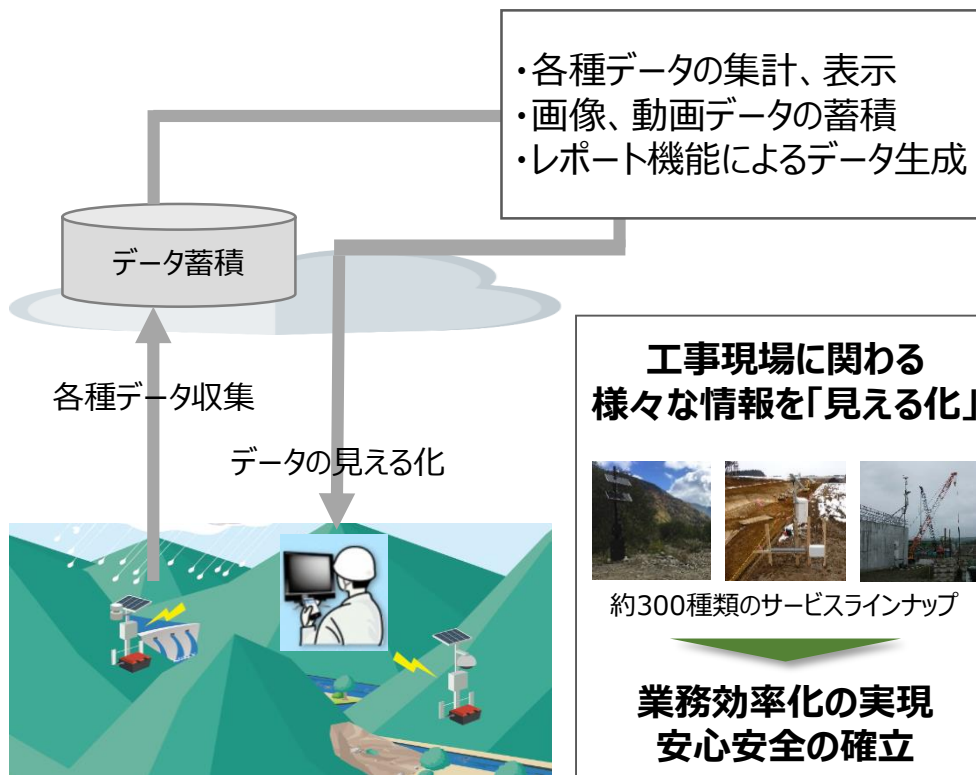 ・各種データの集計、表示
・画像、動画データの蓄積
・レポート機能によるデータ生成
データ蓄積
各種データ収集
データの見える化
工事現場に関わる
様々な情報を「見える化」
約300種類のサービスラインナップ
業務効率化の実現
安心安全の確立